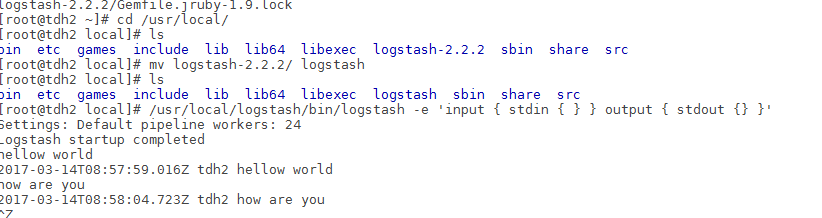 logstash-2.2.2/Gemfile.jruby-1.9.lock
[root@tdh2 ~]# cd /usr/local/
[root@tdh2 local]# ls
bin  etc  games  include  lib  lib64  libexec  logstash-2.2.2  sbin  share  src
[root@tdh2 local]# mv logstash-2.2.2/ logstash
[root@tdh2 local]# ls
bin  etc  games  include  lib  lib64  libexec  logstash  sbin  share  src
[root@tdh2 local]# /usr/local/logstash/bin/logstash -e 'input { stdin { } } output { stdout {} }'
Settings: Default pipeline workers: 24
Logstash startup completed
hellow world
2017-03-14T08:57:59.016Z tdh2 hellow world
how are you
2017-03-14T08:58:04.723Z tdh2 how are you
^Z